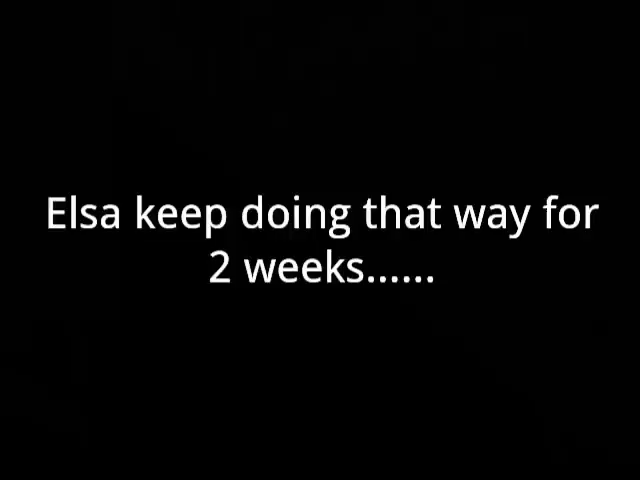 Elsa keep doing that way for
2 weeks......